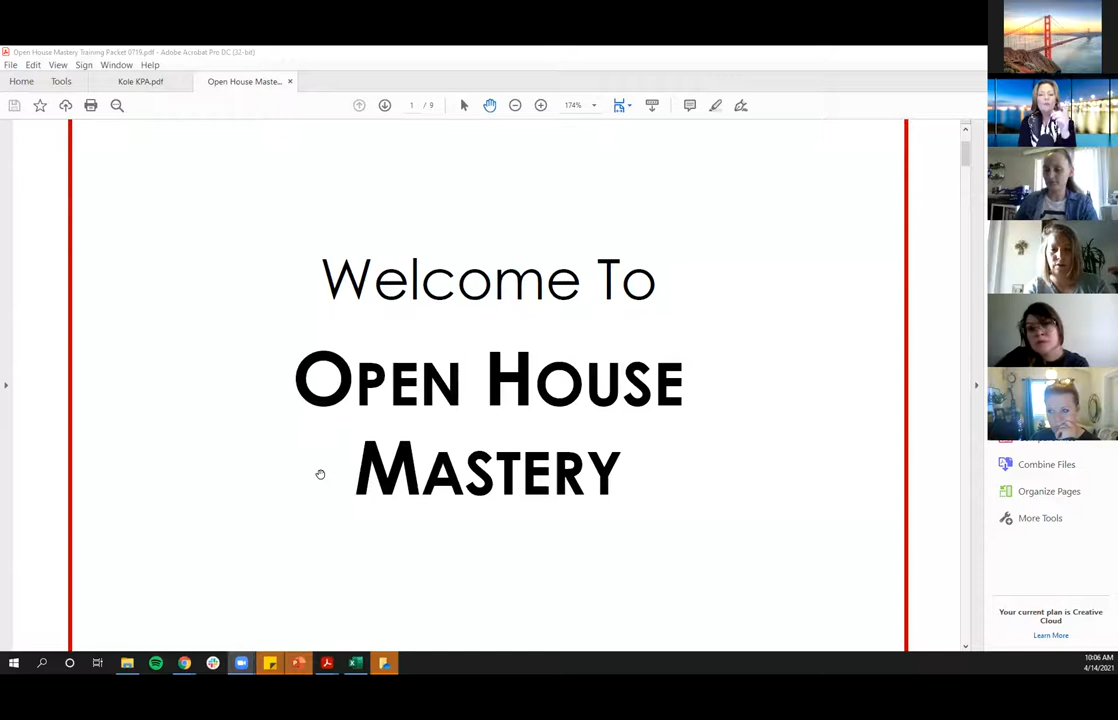 Open House Mastery Training Packet 0719.pdf - Adobe Acrobat Pro DC (32-bit)
File Edit View Sign Window Help
Home Tools Kole KPA.pdf Open House Maste... ×
1 / 9 174%
Welcome To
OPEN HOUSE
MASTERY
Combine Files
Organize Pages
More Tools
Your current plan is Creative
Cloud
Learn More
10:06 AM
4/14/2021